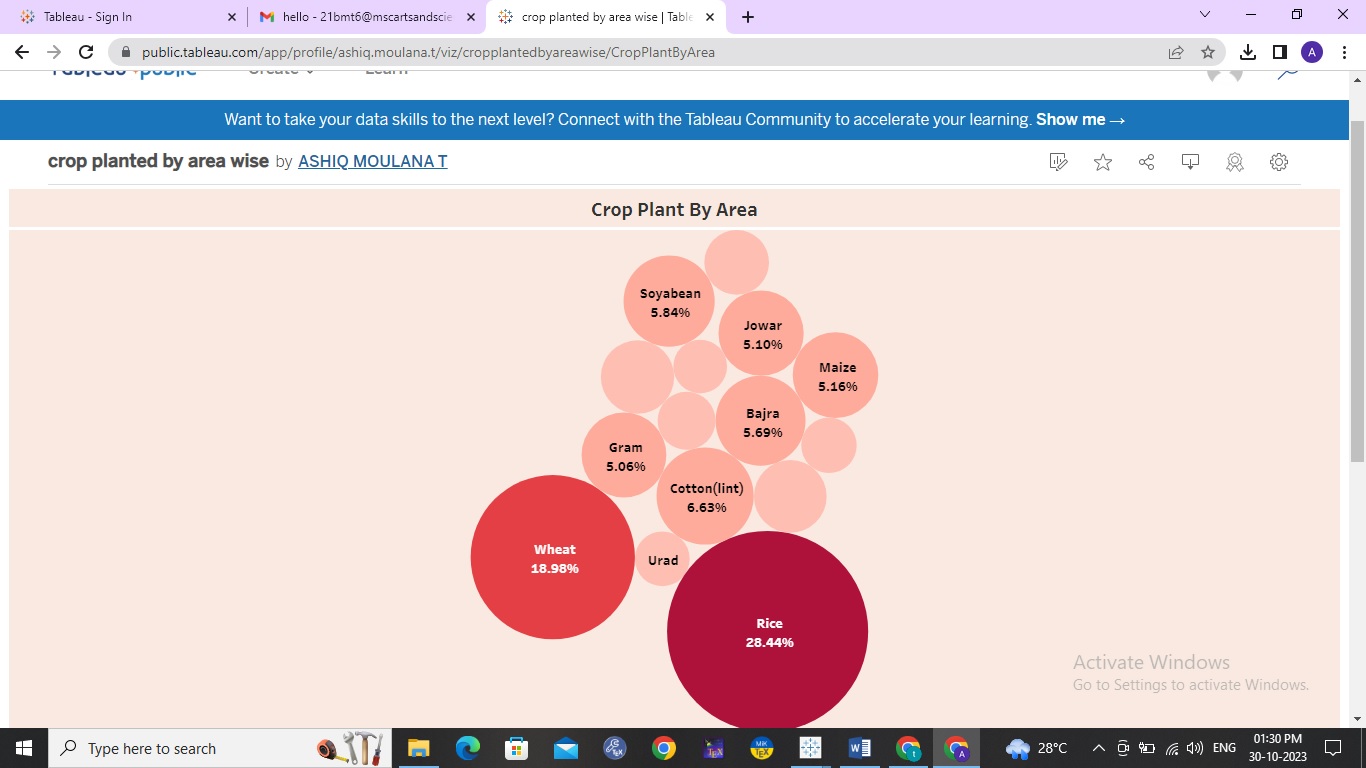 Tableau - Sign In
hello - 21bmt6@mscartsandscie
crop planted by area wise | Table
public.tableau.com/app/profile/ashiq.moulana.t/viz/cropplantedbyareawise/CropPlantByArea
A
Want to take your data skills to the next level? Connect with the Tableau Community to accelerate your learning. Show me →
crop planted by area wise by ASHIQ MOULANA T
Crop Plant By Area
Soyabean
5.84%
Jowar
5.10%
Maize
5.16%
Bajra
5.69%
Gram
5.06%
Cotton(lint)
6.63%
Wheat
18.98%
Urad
Rice
28.44%
Activate Windows
Go to Settings to activate Windows.
Type here to search
28°C
ENG
01:30 PM
30-10-2023